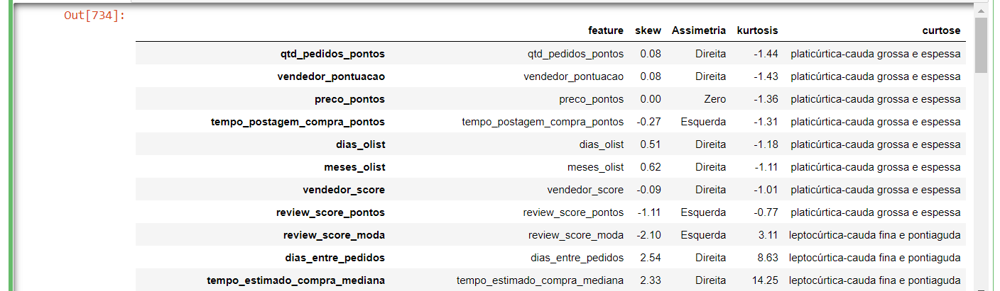 Out[734]:
feature skew Assimetria kurtosis curtose
qtd_pedidos_pontos qtd_pedidos_pontos 0.08 Direita -1.44 platicúrtica-cauda grossa e espessa
vendedor_pontuacao vendedor_pontuacao 0.08 Direita -1.43 platicúrtica-cauda grossa e espessa
preco_pontos preco_pontos 0.00 Zero -1.36 platicúrtica-cauda grossa e espessa
tempo_postagem_compra_pontos tempo_postagem_compra_pontos -0.27 Esquerda -1.31 platicúrtica-cauda grossa e espessa
dias_olist dias_olist 0.51 Direita -1.18 platicúrtica-cauda grossa e espessa
meses_olist meses_olist 0.62 Direita -1.11 platicúrtica-cauda grossa e espessa
vendedor_score vendedor_score -0.09 Direita -1.01 platicúrtica-cauda grossa e espessa
review_score_pontos review_score_pontos -1.11 Esquerda -0.77 platicúrtica-cauda grossa e espessa
review_score_moda review_score_moda -2.10 Esquerda 3.11 leptocúrtica-cauda fina e pontiaguda
dias_entre_pedidos dias_entre_pedidos 2.54 Direita 8.63 leptocúrtica-cauda fina e pontiaguda
tempo_estimado_compra_mediana tempo_estimado_compra_mediana 2.33 Direita 14.25 leptocúrtica-cauda fina e pontiaguda